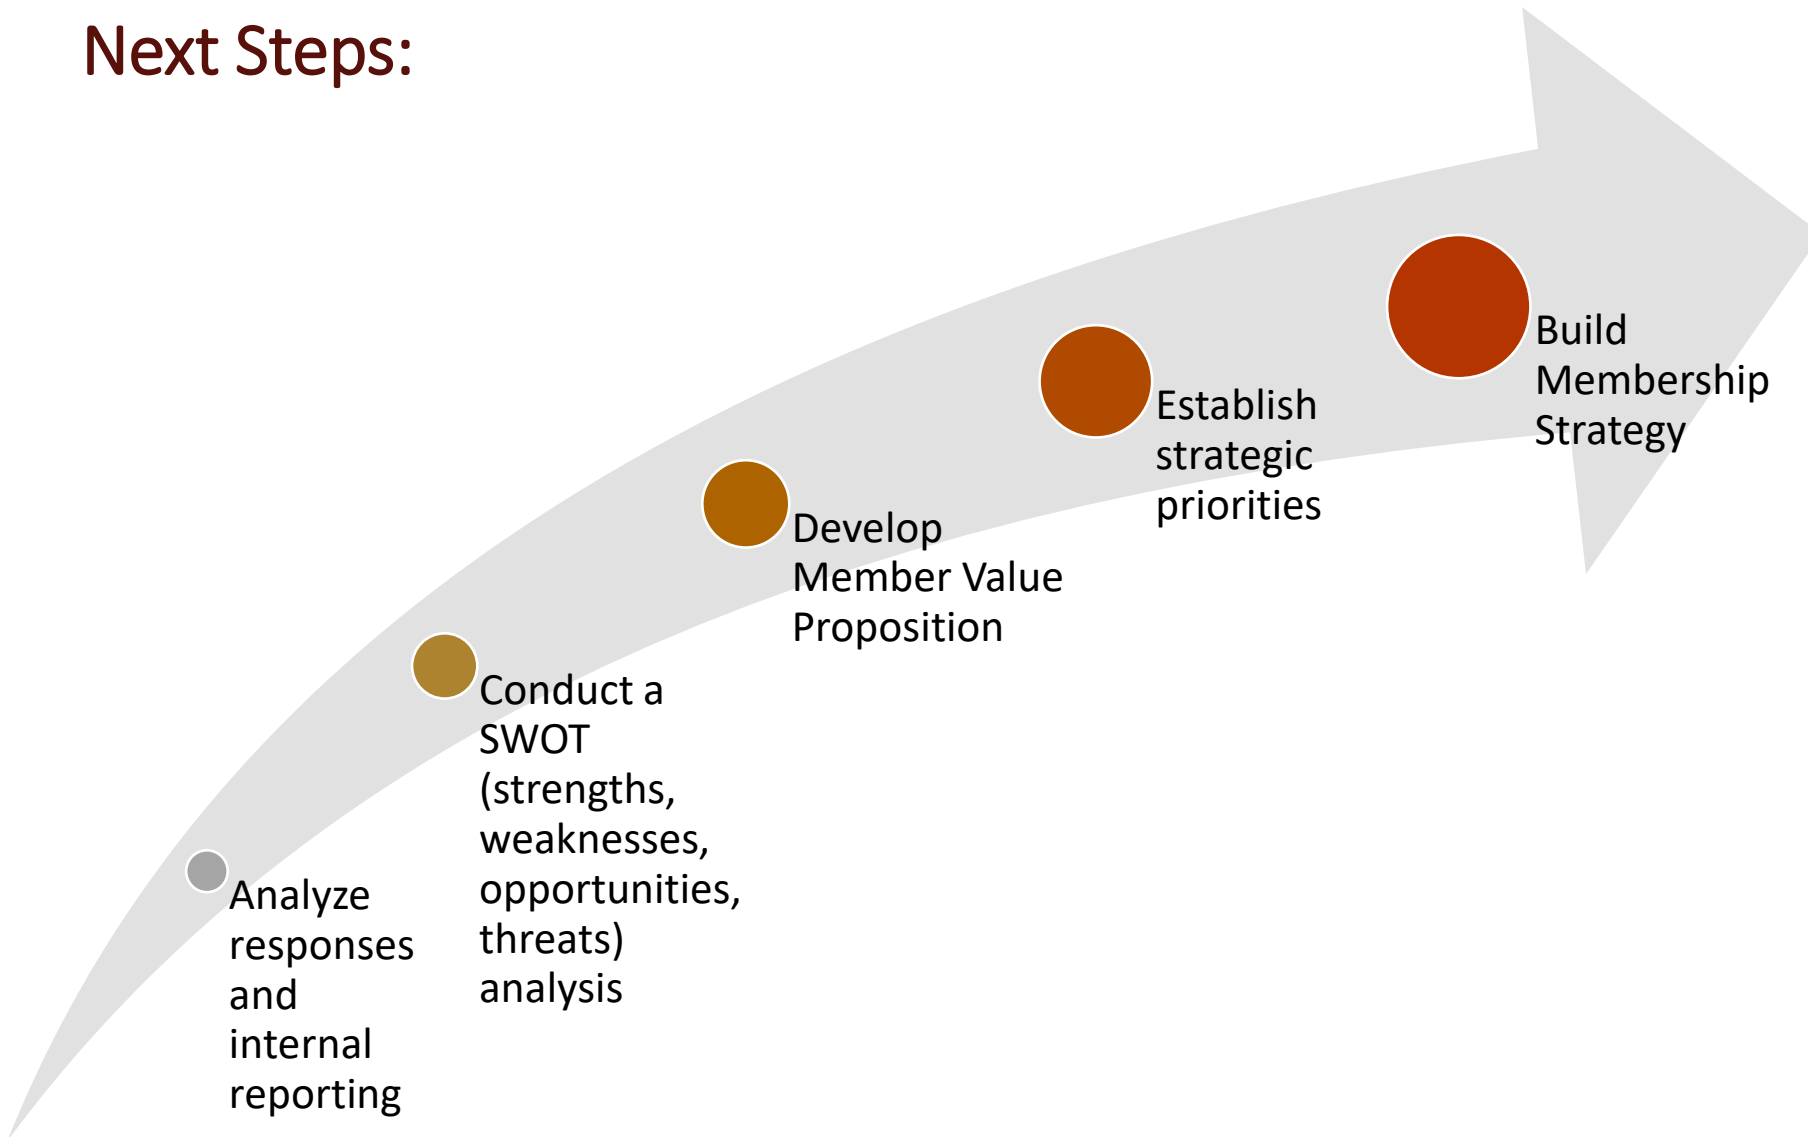 Next Steps:
Analyze
responses
and
internal
reporting
Conduct a
SWOT
(strengths,
weaknesses,
opportunities,
threats)
analysis
Develop
Member Value
Proposition
Establish
strategic
priorities
Build
Membership
Strategy